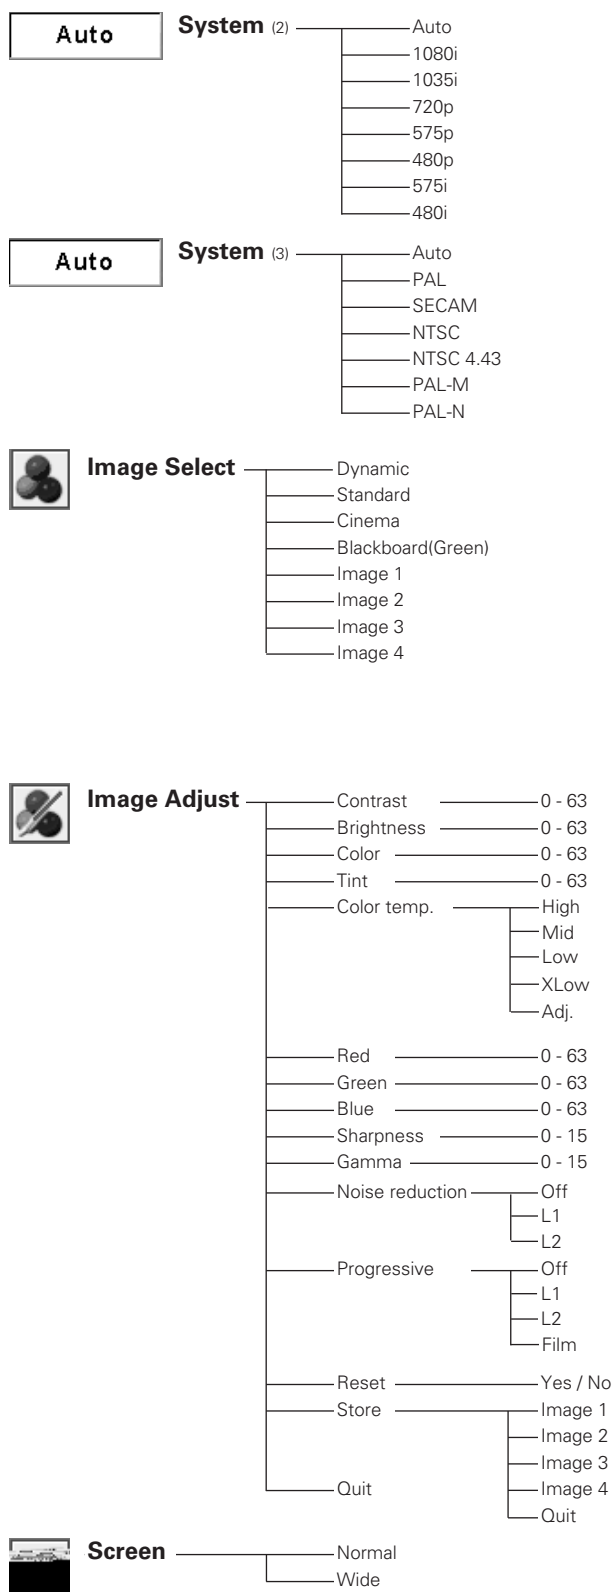 Auto System (2) Auto
1080i
1035i
720p
575p
480p
575i
480i
Auto System (3) Auto
PAL
SECAM
NTSC
NTSC 4.43
PAL-M
PAL-N
Image Select Dynamic
Standard
Cinema
Blackboard(Green)
Image 1
Image 2
Image 3
Image 4
Image Adjust Contrast 0 - 63
Brightness 0 - 63
Color 0 - 63
Tint 0 - 63
Color temp. High
Mid
Low
XLow
Adj.
Red 0 - 63
Green 0 - 63
Blue 0 - 63
Sharpness 0 - 15
Gamma 0 - 15
Noise reduction Off
L1
L2
Progressive Off
L1
L2
Film
Reset Yes / No
Store Image 1
Image 2
Image 3
Quit Image 4
Quit
Screen Normal
Wide